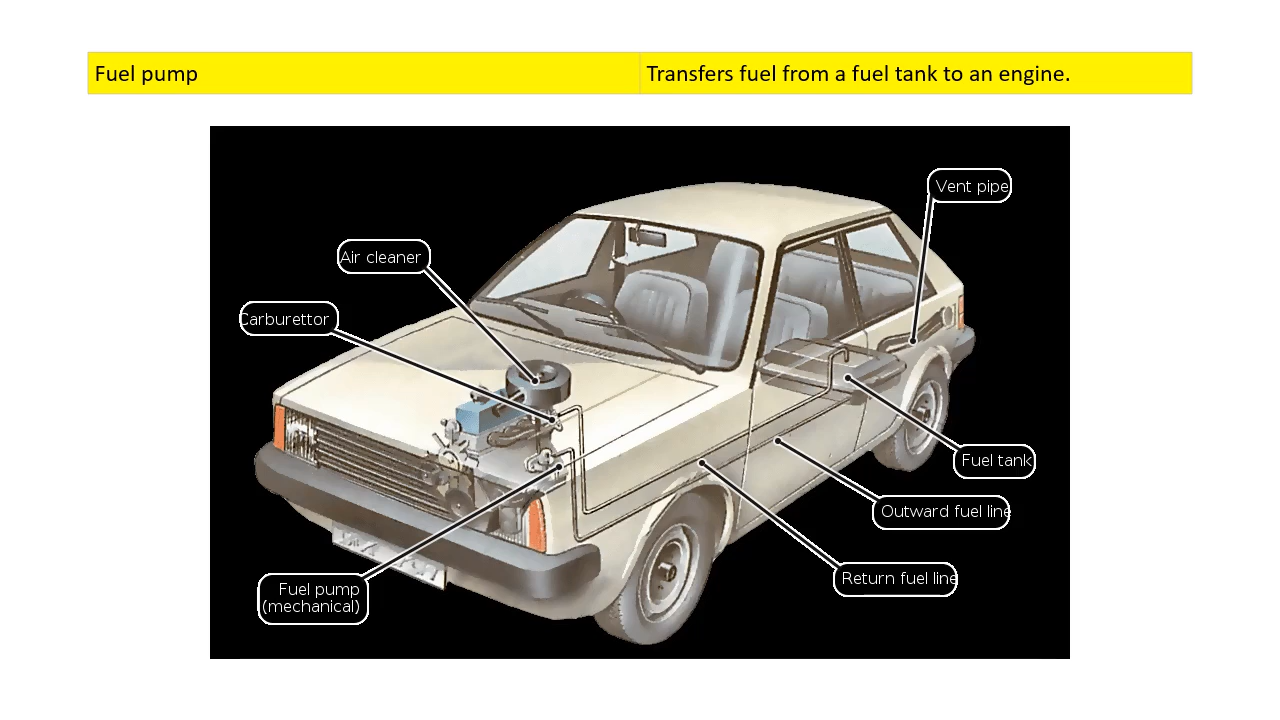 Fuel pump
Transfers fuel from a fuel tank to an engine.
Vent pipe
Air cleaner
Carburettor
Fuel tank
Outward fuel line
Return fuel line
Fuel pump
(mechanical)